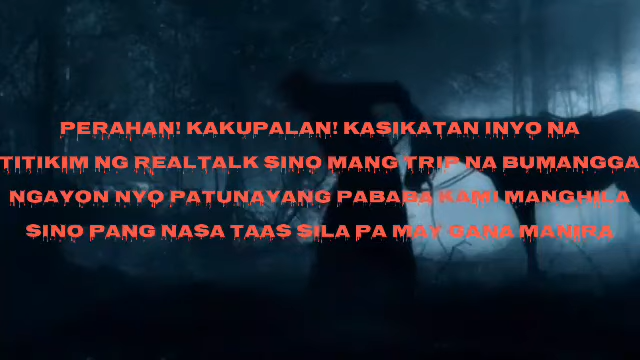 PERAHAN! KAKUPALAN! KASIKATAN INYO NA
TITIKIM NG REALTALK SINO MANG TRIP NA BUMANGGA
NGAYON NYO PATUNAYANG PABABA KAMI MANGHILA
SINO PANG NASA TAAS SILA PA MAY GANA MANIRA